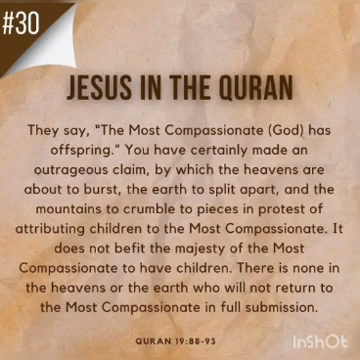 #30
JESUS IN THE QURAN
They say, "The Most Compassionate (God) has
offspring." You have certainly made an
outrageous claim, by which the heavens are
about to burst, the earth to split apart, and the
mountains to crumble to pieces in protest of
attributing children to the Most Compassionate. It
does not befit the majesty of the Most
Compassionate to have children. There is none in
the heavens or the earth who will not return to
the Most Compassionate in full submission.
QURAN 19:88-93
InShOt